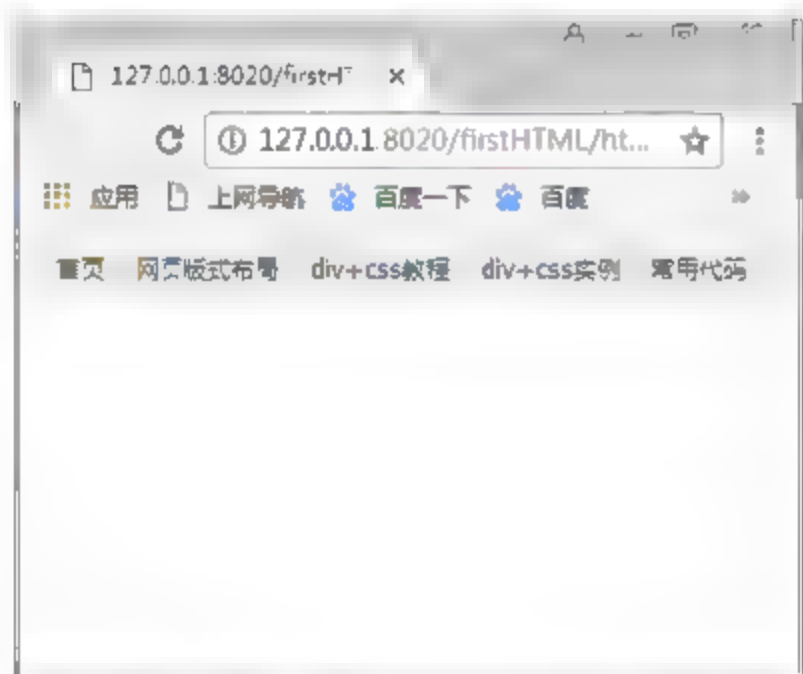 127.0.0.1:8020/firstHT
127.0.0.1:8020/firstHTML/ht...
应用 上网导航 百度一下 百度
首页 网页版式布局 div+css教程 div+css实例 常用代码